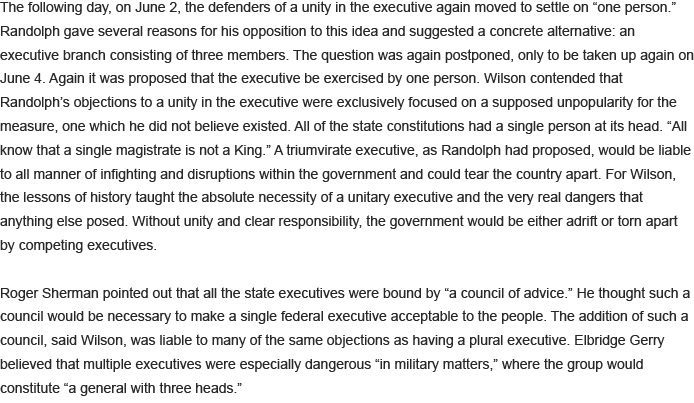 The following day, on June 2, the defenders of a unity in the executive again moved to settle on “one person.”
Randolph gave several reasons for his opposition to this idea and suggested a concrete alternative: an
executive branch consisting of three members. The question was again postponed, only to be taken up again on
June 4. Again it was proposed that the executive be exercised by one person. Wilson contended that
Randolph’s objections to a unity in the executive were exclusively focused on a supposed unpopularity for the
measure, one which he did not believe existed. All of the state constitutions had a single person at its head. “All
know that a single magistrate is not a King.” A triumvirate executive, as Randolph had proposed, would be liable
to all manner of infighting and disruptions within the government and could tear the country apart. For Wilson,
the lessons of history taught the absolute necessity of a unitary executive and the very real dangers that
anything else posed. Without unity and clear responsibility, the government would be either adrift or torn apart
by competing executives.

Roger Sherman pointed out that all the state executives were bound by “a council of advice.” He thought such a
council would be necessary to make a single federal executive acceptable to the people. The addition of such a
council, said Wilson, was liable to many of the same objections as having a plural executive. Elbridge Gerry
believed that multiple executives were especially dangerous “in military matters,” where the group would
constitute “a general with three heads.”